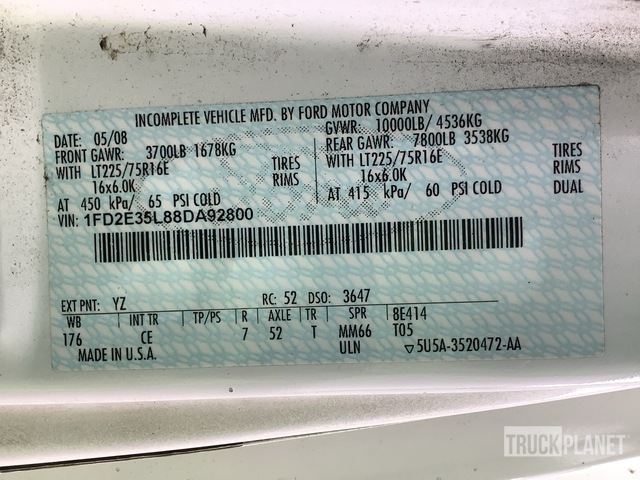 INCOMPLETE VEHICLE MFD. BY FORD MOTOR COMPANY
DATE: 05/08 GVWR: 10000LB/ 4536KG
FRONT GAWR: 3700LB 1678KG REAR GAWR: 7800LB 3538KG
WITH LT225/75R16E TIRES WITH LT225/75R16E TIRES
16x6.0K RIMS 16x6.0K RIMS
AT 450 kPa/ 65 PSI COLD AT 415 kPa/ 60 PSI COLD DUAL
VIN: 1FD2E35L88DA92800
EXT PNT: YZ RC: 52 DSO: 3647
WB INT TR TP/PS R AXLE TR SPR 8E414
176 CE 7 52 T MM66 T05
MADE IN U.S.A. ULN ▽5U5A-3520472-AA
TRUCKPLANET